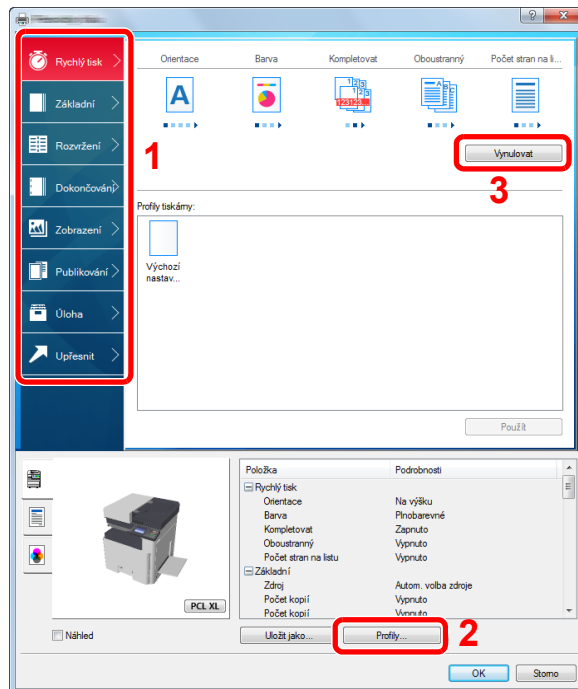 Rychlý tisk
Základní
Rozvržení
Dokončování
Zobrazení
Publikování
Úloha
Upřesnit
1
Orientace Barva Kompletovat Oboustranný Počet stran na li...
A
123
123
123123...
A B C
Vynulovat
3
Profily tiskárny:
Výchozí
nastav...
Použít
Položka Podrobnosti
Rychlý tisk
Orientace Na výšku
Barva Plnobarevné
Kompletovat Zapnuto
Oboustranný Vypnuto
Počet stran na listu Vypnuto
Základní
Zdroj Autom. volba zdroje
Počet kopií Vypnuto
Počet kopií Vypnuto
PCL XL
Náhled
Uložit jako... Profily... 2
OK Storno